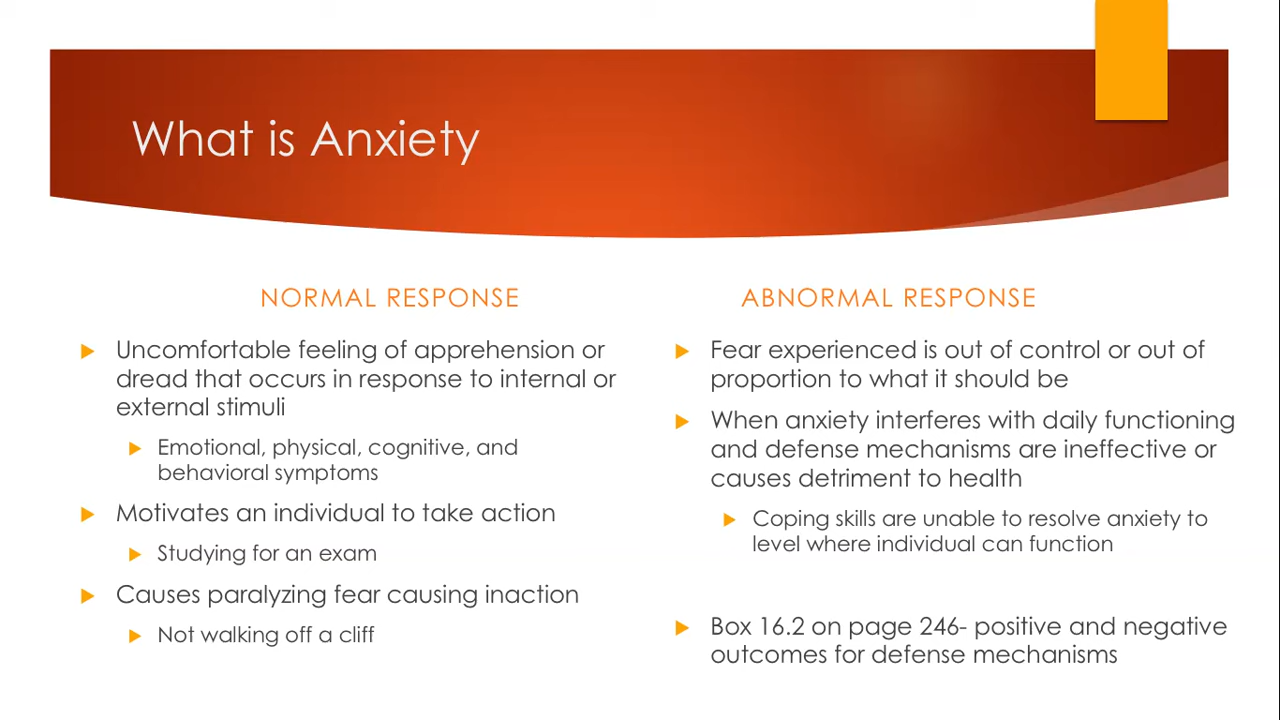 What is Anxiety
NORMAL RESPONSE
Uncomfortable feeling of apprehension or
dread that occurs in response to internal or
external stimuli
Emotional, physical, cognitive, and
behavioral symptoms
Motivates an individual to take action
Studying for an exam
Causes paralyzing fear causing inaction
Not walking off a cliff
ABNORMAL RESPONSE
Fear experienced is out of control or out of
proportion to what it should be
When anxiety interferes with daily functioning
and defense mechanisms are ineffective or
causes detriment to health
Coping skills are unable to resolve anxiety to
level where individual can function
Box 16.2 on page 246- positive and negative
outcomes for defense mechanisms